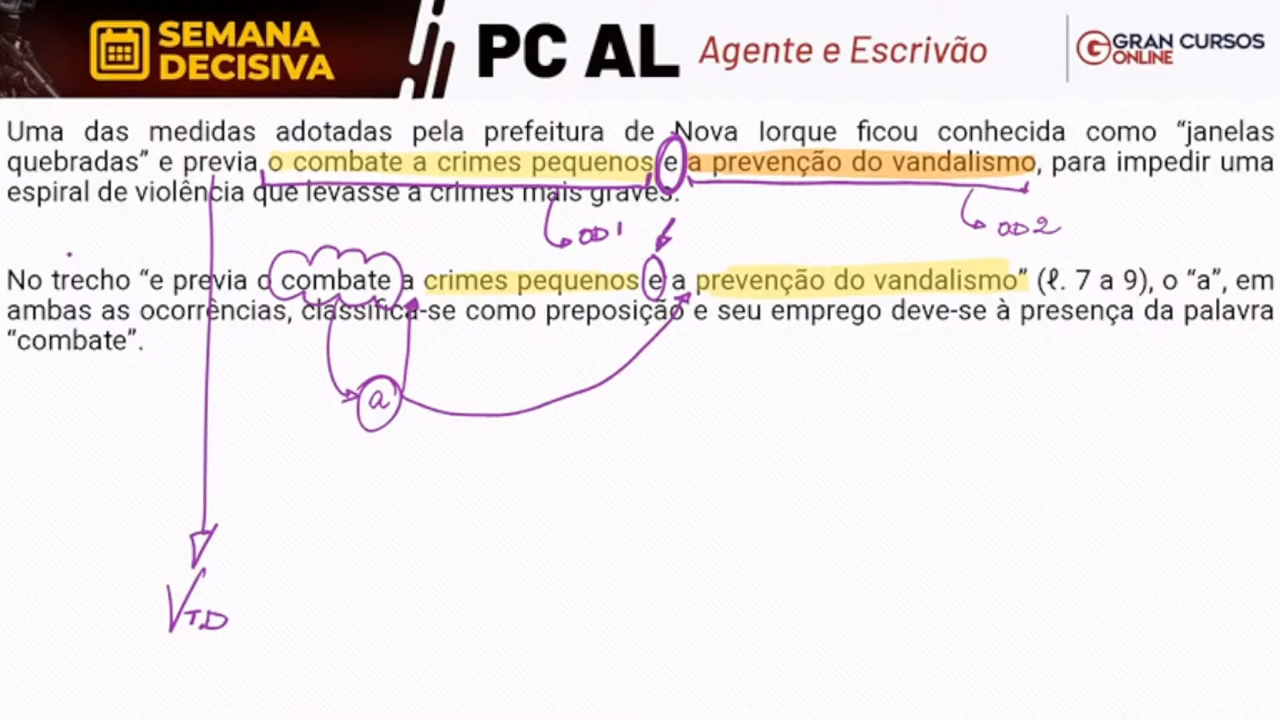 SEMANA DECISIVA
PC AL Agente e Escrivão
GRAN CURSOS ONLINE
Uma das medidas adotadas pela prefeitura de Nova Iorque ficou conhecida como “janelas
quebradas” e previa o combate a crimes pequenos e a prevenção do vandalismo, para impedir uma
espiral de violência que levasse a crimes mais graves.
OD1
OD2
No trecho “e previa o combate a crimes pequenos e a prevenção do vandalismo” (ℓ. 7 a 9), o “a”, em
ambas as ocorrências, classifica-se como preposição e seu emprego deve-se à presença da palavra
“combate”.
a
VTD